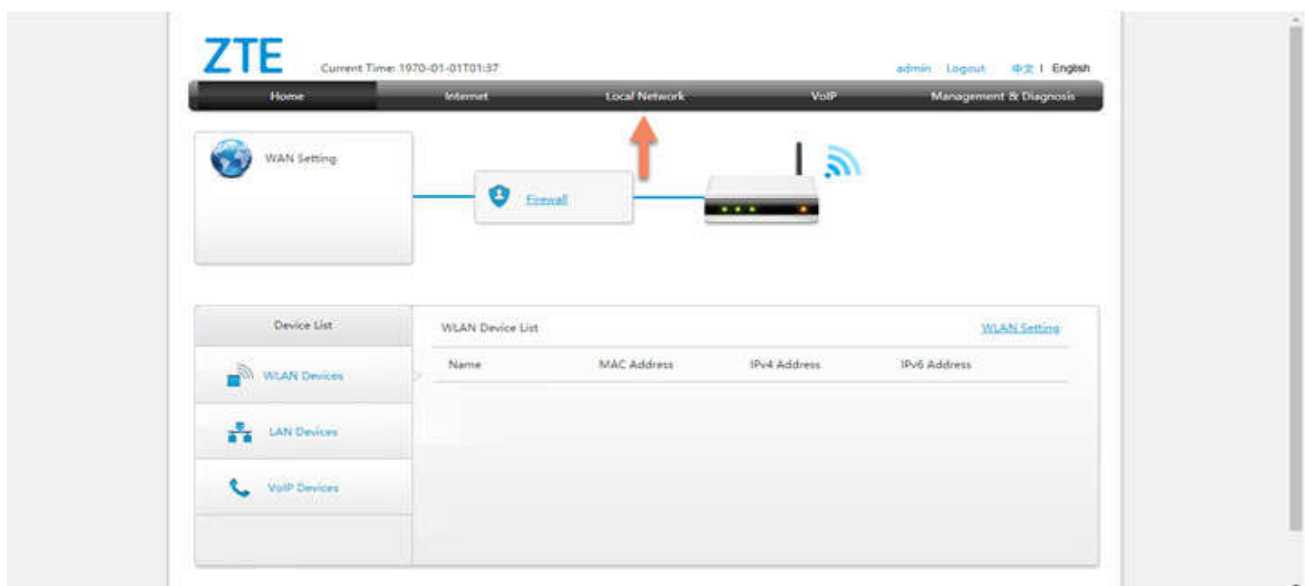 ZTE
Current Time: 1970-01-01T01:37
admin Logout 中文 | English
Home Internet Local Network VoIP Management & Diagnosis
WAN Setting
Firewall
Device List
WLAN Device List WLAN Setting
Name MAC Address IPv4 Address IPv6 Address
WLAN Devices
LAN Devices
VoIP Devices